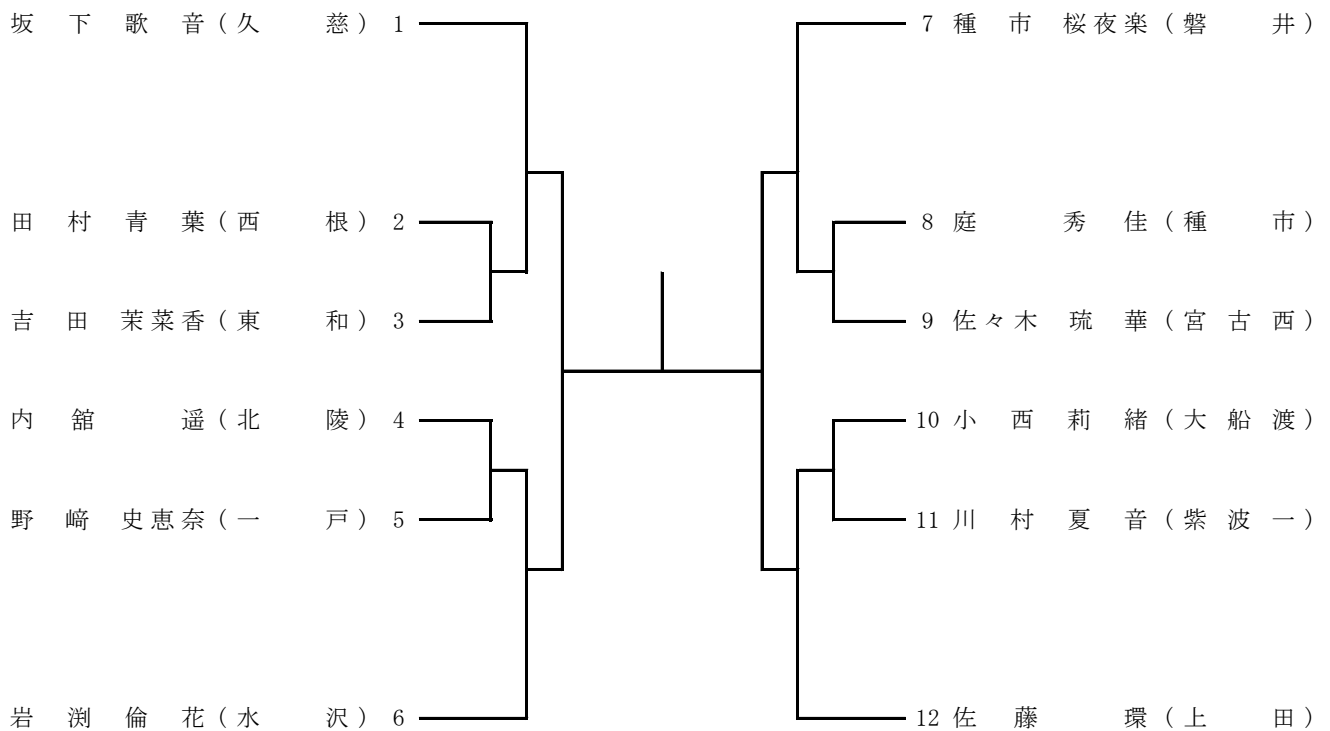 坂下歌音(久慈) 1
田村青葉(西根) 2
吉田茉菜香(東和) 3
内舘遥(北陵) 4
野﨑史恵奈(一戸) 5
岩渕倫花(水沢) 6
7 種市桜夜楽(磐井)
8 庭秀佳(種市)
9 佐々木琉華(宮古西)
10 小西莉緒(大船渡)
11 川村夏音(紫波一)
12 佐藤環(上田)